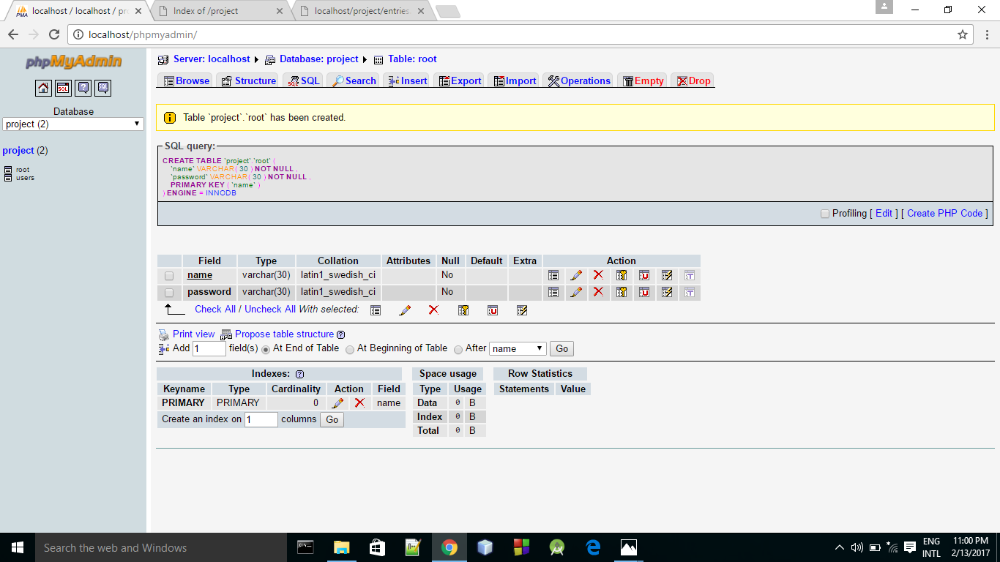 localhost / localhost / pro
Index of /project
localhost/project/entries
localhost/phpmyadmin/
phpMyAdmin
Database
project (2)
project (2)
root
users
Server: localhost Database: project Table: root
Browse Structure SQL Search Insert Export Import Operations Empty Drop
Table `project`.`root` has been created.
SQL query:
CREATE TABLE `project`.`root` (
`name` VARCHAR( 30 ) NOT NULL ,
`password` VARCHAR( 30 ) NOT NULL ,
PRIMARY KEY ( `name` )
) ENGINE = INNODB
Profiling [ Edit ] [ Create PHP Code ]
Field Type Collation Attributes Null Default Extra Action
name varchar(30) latin1_swedish_ci No
password varchar(30) latin1_swedish_ci No
Check All / Uncheck All With selected:
Print view Propose table structure
Add 1 field(s) At End of Table At Beginning of Table After name Go
Indexes:
Keyname Type Cardinality Action Field
PRIMARY PRIMARY 0 name
Create an index on 1 columns Go
Space usage
Type Usage
Data 0 B
Index 0 B
Total 0 B
Row Statistics
Statements Value
Search the web and Windows
ENG
INTL
11:00 PM
2/13/2017